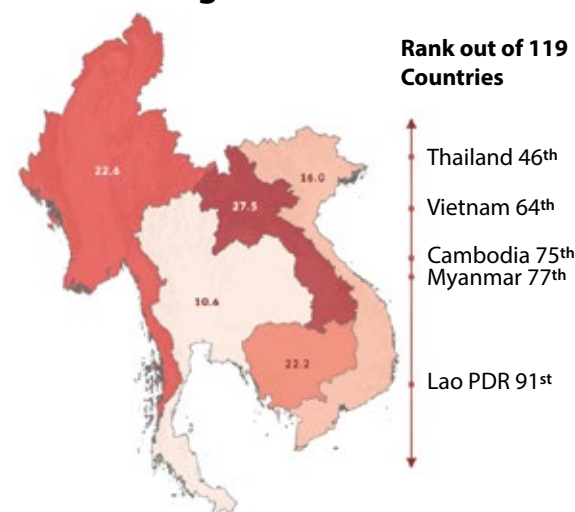 Rank out of 119
Countries
Thailand 46th
Vietnam 64th
Cambodia 75th
Myanmar 77th
Lao PDR 91st
22.6
16.0
27.5
10.6
22.2